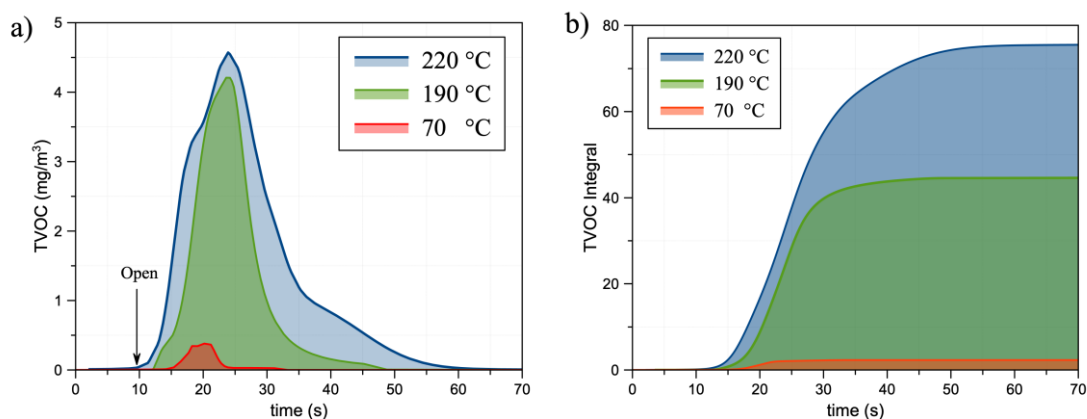 a)
5
4
3
2
1
0
TVOC (mg/m³)
220 °C
190 °C
70 °C
Open
0 10 20 30 40 50 60 70
time (s)
b)
80
60
40
20
0
TVOC Integral
220 °C
190 °C
70 °C
0 10 20 30 40 50 60 70
time (s)